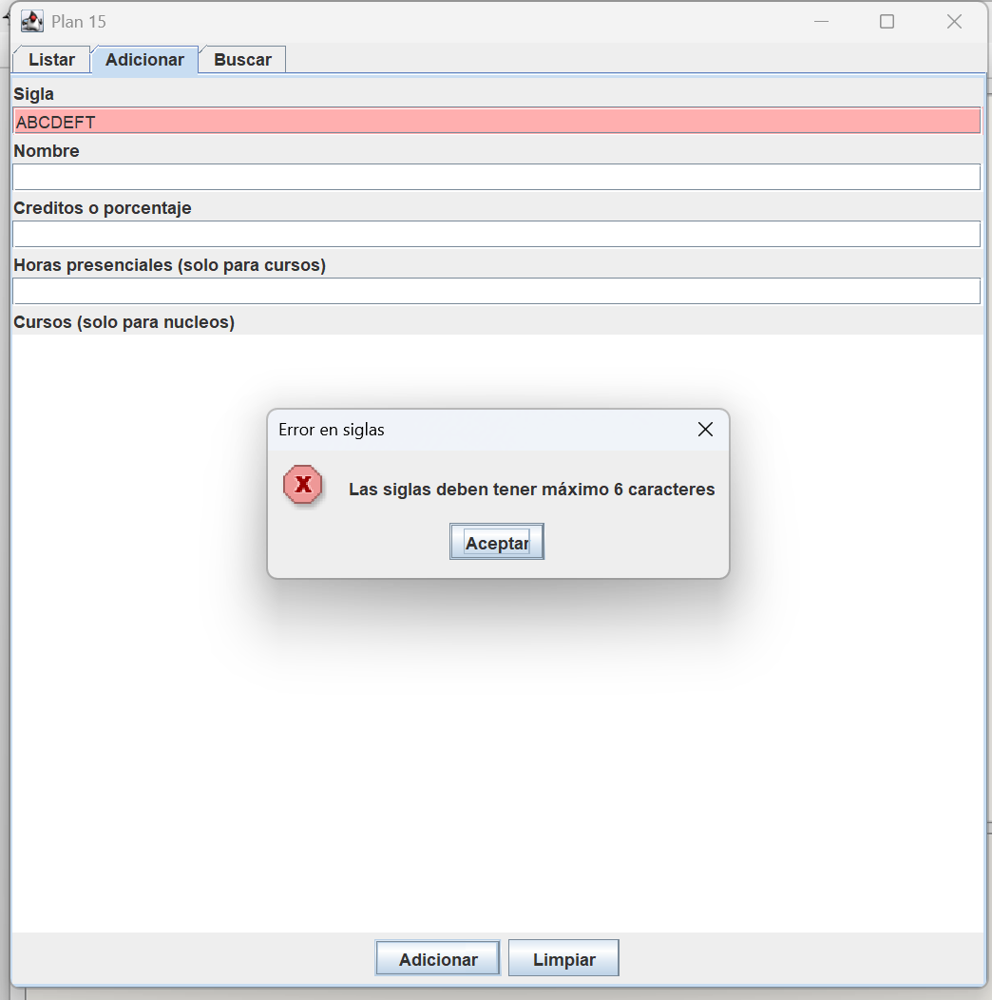 Plan 15
Listar Adicionar Buscar
Sigla
ABCDEFT
Nombre
Creditos o porcentaje
Horas presenciales (solo para cursos)
Cursos (solo para nucleos)
Error en siglas
X
Las siglas deben tener máximo 6 caracteres
Aceptar
Adicionar Limpiar